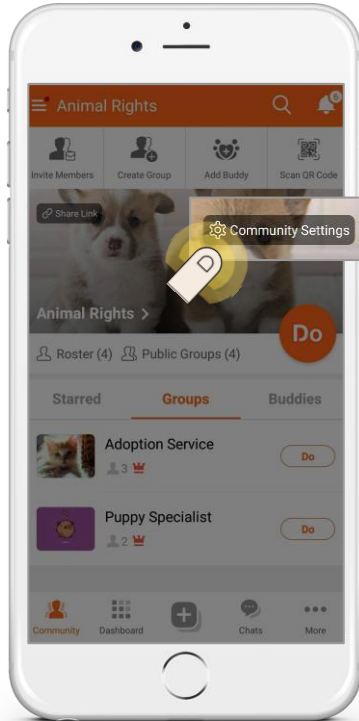 Animal Rights
6
Invite Members
Create Group
Add Buddy
Scan QR Code
Share Link
Community Settings
Animal Rights >
Do
Roster (4)
Public Groups (4)
Starred
Groups
Buddies
Adoption Service
3
Do
Puppy Specialist
2
Do
Community
Dashboard
Chats
More